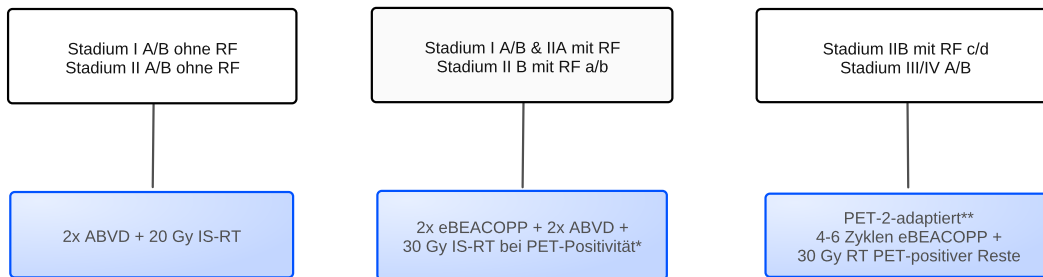 Stadium I A/B ohne RF
Stadium II A/B ohne RF
Stadium I A/B & IIA mit RF
Stadium II B mit RF a/b
Stadium IIB mit RF c/d
Stadium III/IV A/B
2x ABVD + 20 Gy IS-RT
2x eBEACOPP + 2x ABVD +
30 Gy IS-RT bei PET-Positivität*
PET-2-adaptiert**
4-6 Zyklen eBEACOPP +
30 Gy RT PET-positiver Reste